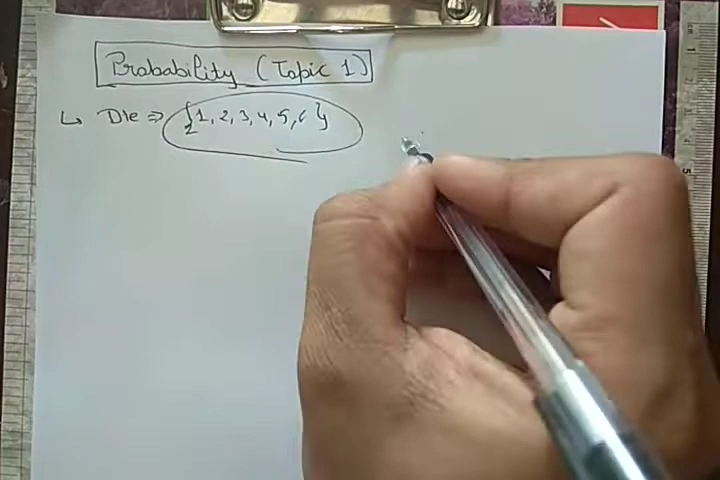 Probability (Topic 1)
↳ Die ⇒ {1, 2, 3, 4, 5, 6}